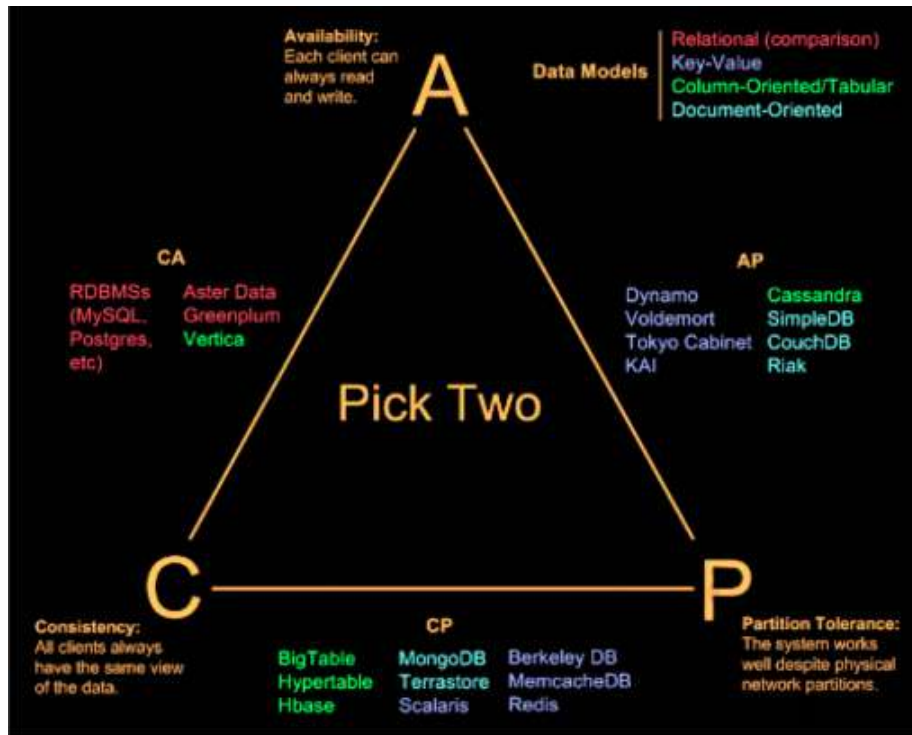 Availability:
Each client can
always read
and write.
A
Data Models
Relational (comparison)
Key-Value
Column-Oriented/Tabular
Document-Oriented
CA
RDBMSs
(MySQL,
Postgres,
etc)
Aster Data
Greenplum
Vertica
AP
Dynamo
Voldemort
Tokyo Cabinet
KAI
Cassandra
SimpleDB
CouchDB
Riak
Pick Two
C
P
Consistency:
All clients always
have the same view
of the data.
CP
BigTable
Hypertable
Hbase
MongoDB
Terrastore
Scalaris
Berkeley DB
MemcacheDB
Redis
Partition Tolerance:
The system works
well despite physical
network partitions.